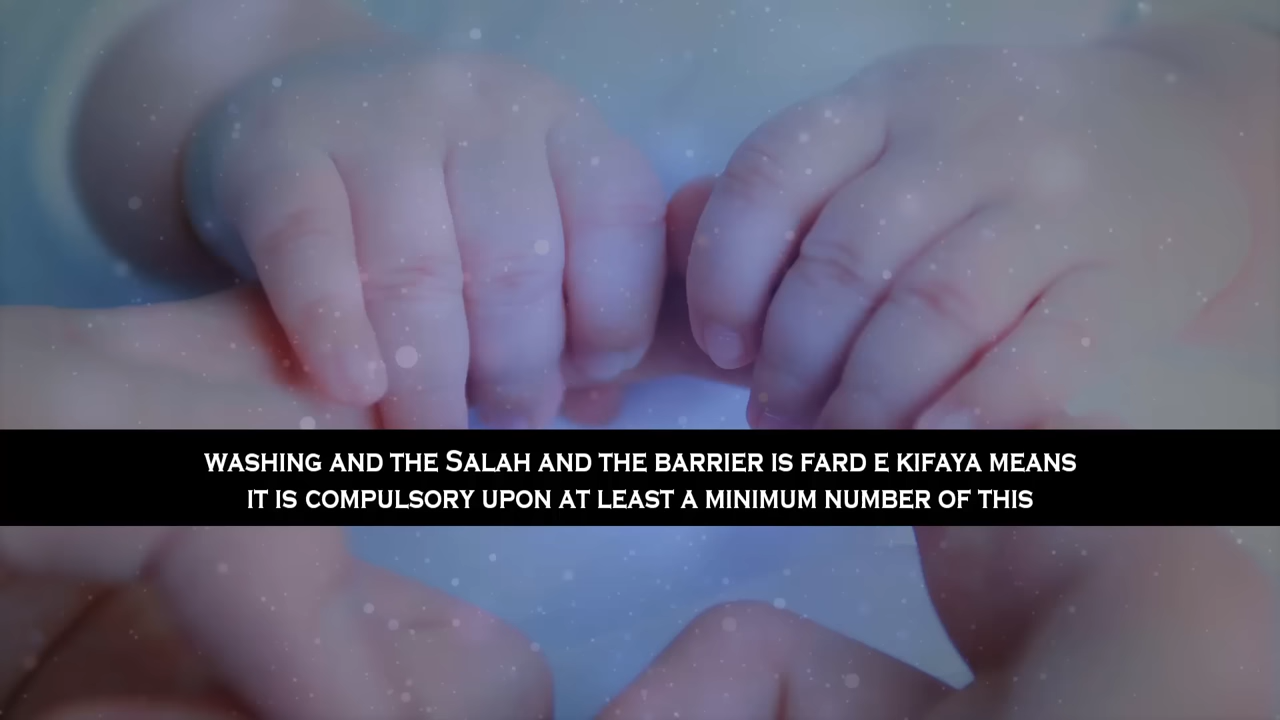 WASHING AND THE SALAH AND THE BARRIER IS FARD E KIFAYA MEANS
IT IS COMPULSORY UPON AT LEAST A MINIMUM NUMBER OF THIS